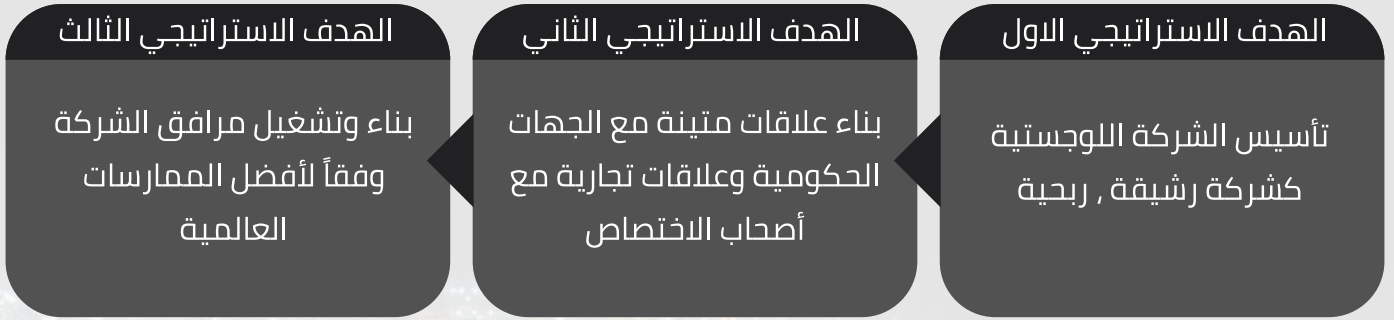 الهدف الاستراتيجي الاول
تأسيس الشركة اللوجستية
كشركة رشيقة , ربحية
الهدف الاستراتيجي الثاني
بناء علاقات متينة مع الجهات
الحكومية وعلاقات تجارية مع
أصحاب الاختصاص
الهدف الاستراتيجي الثالث
بناء وتشغيل مرافق الشركة
وفقاً لأفضل الممارسات
العالمية